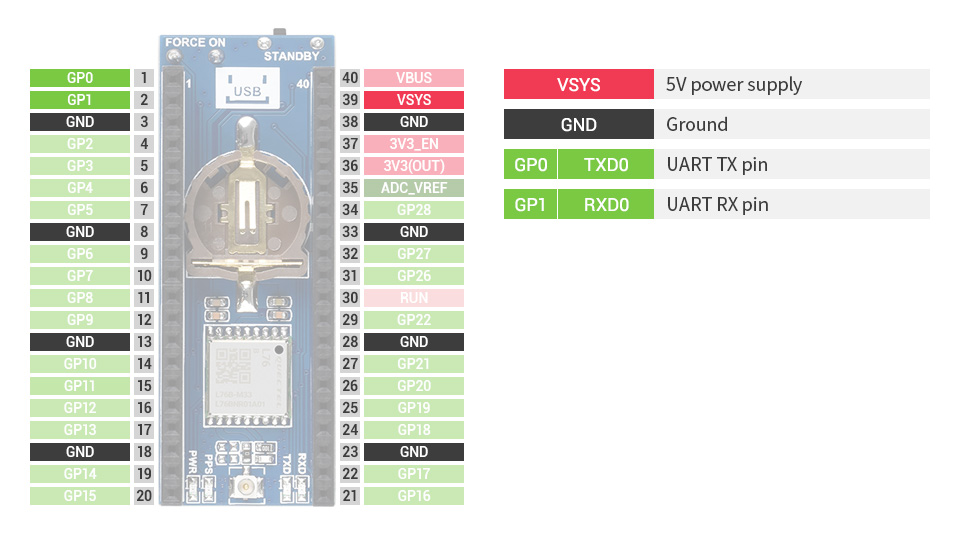 FORCE ON
STANDBY
GP0 1 1 USB 40 40 VBUS
GP1 2 39 VSYS
GND 3 38 GND
GP2 4 37 3V3_EN
GP3 5 36 3V3(OUT)
GP4 6 35 ADC_VREF
GP5 7 34 GP28
GND 8 33 GND
GP6 9 32 GP27
GP7 10 31 GP26
GP8 11 30 RUN
GP9 12 29 GP22
GND 13 28 GND
GP10 14 27 GP21
GP11 15 26 GP20
GP12 16 25 GP19
GP13 17 24 GP18
GND 18 23 GND
GP14 19 22 GP17
GP15 20 21 GP16
L76
PWR
PPS
TXD
RXD
VSYS 5V power supply
GND Ground
GP0 TXD0 UART TX pin
GP1 RXD0 UART RX pin